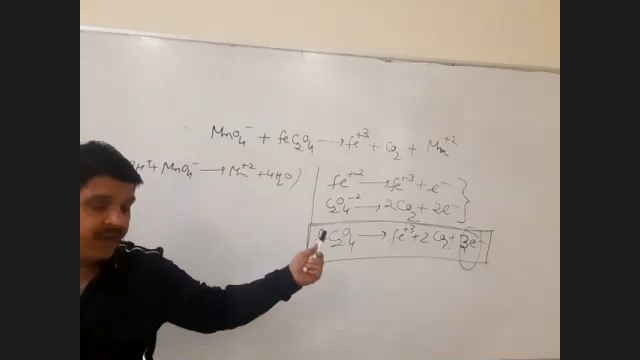 MnO₄⁻ + feC₂O₄ → fe⁺³ + CO₂ + Mn⁺²
H⁺ + MnO₄⁻ → Mn⁺² + 4H₂O)
fe⁺² → fe⁺³ + e⁻
C₂O₄⁻² → 2CO₂ + 2e⁻
C₂O₄ → fe⁺³ + 2CO₂ + 3e⁻